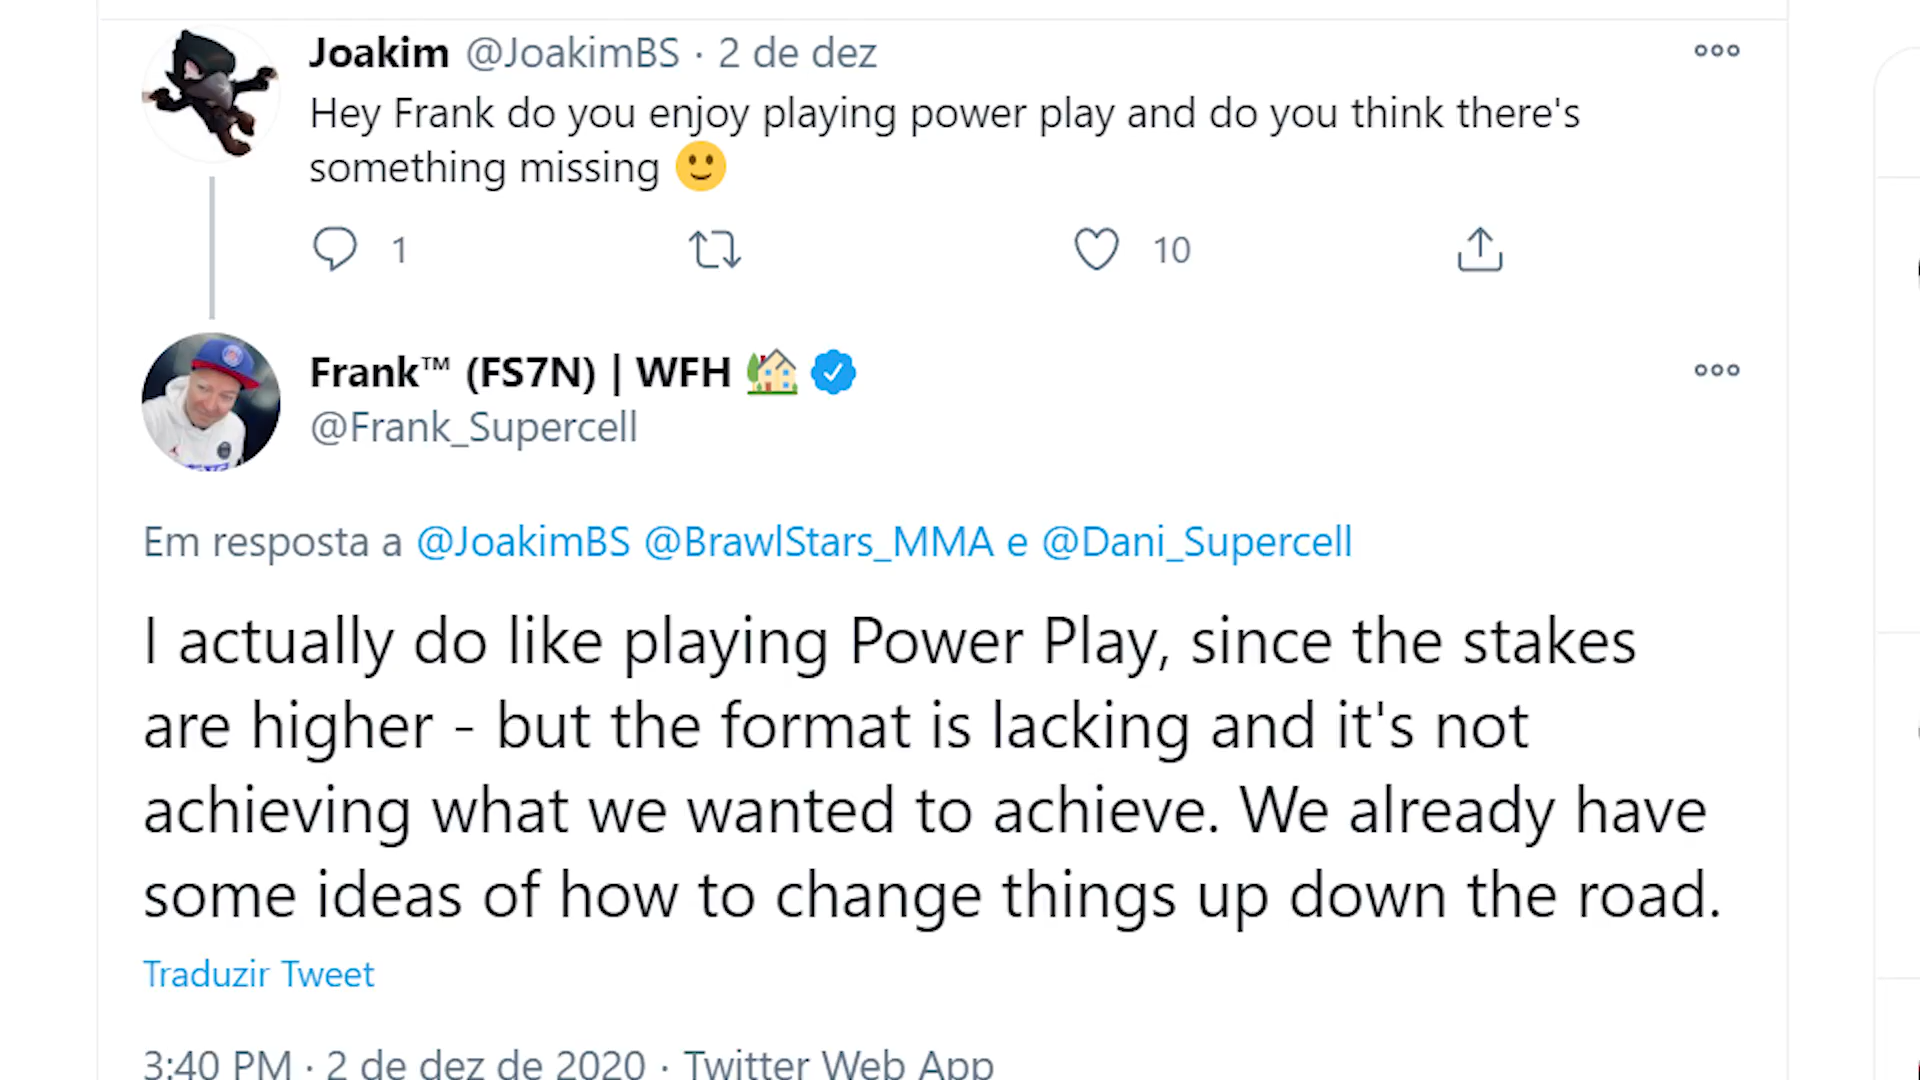 Joakim @JoakimBS · 2 de dez
Hey Frank do you enjoy playing power play and do you think there's
something missing 🙂
1 10
Frank™ (FS7N) | WFH 🏡
@Frank_Supercell
Em resposta a @JoakimBS @BrawlStars_MMA e @Dani_Supercell
I actually do like playing Power Play, since the stakes
are higher - but the format is lacking and it's not
achieving what we wanted to achieve. We already have
some ideas of how to change things up down the road.
Traduzir Tweet
3:40 PM · 2 de dez de 2020 · Twitter Web App